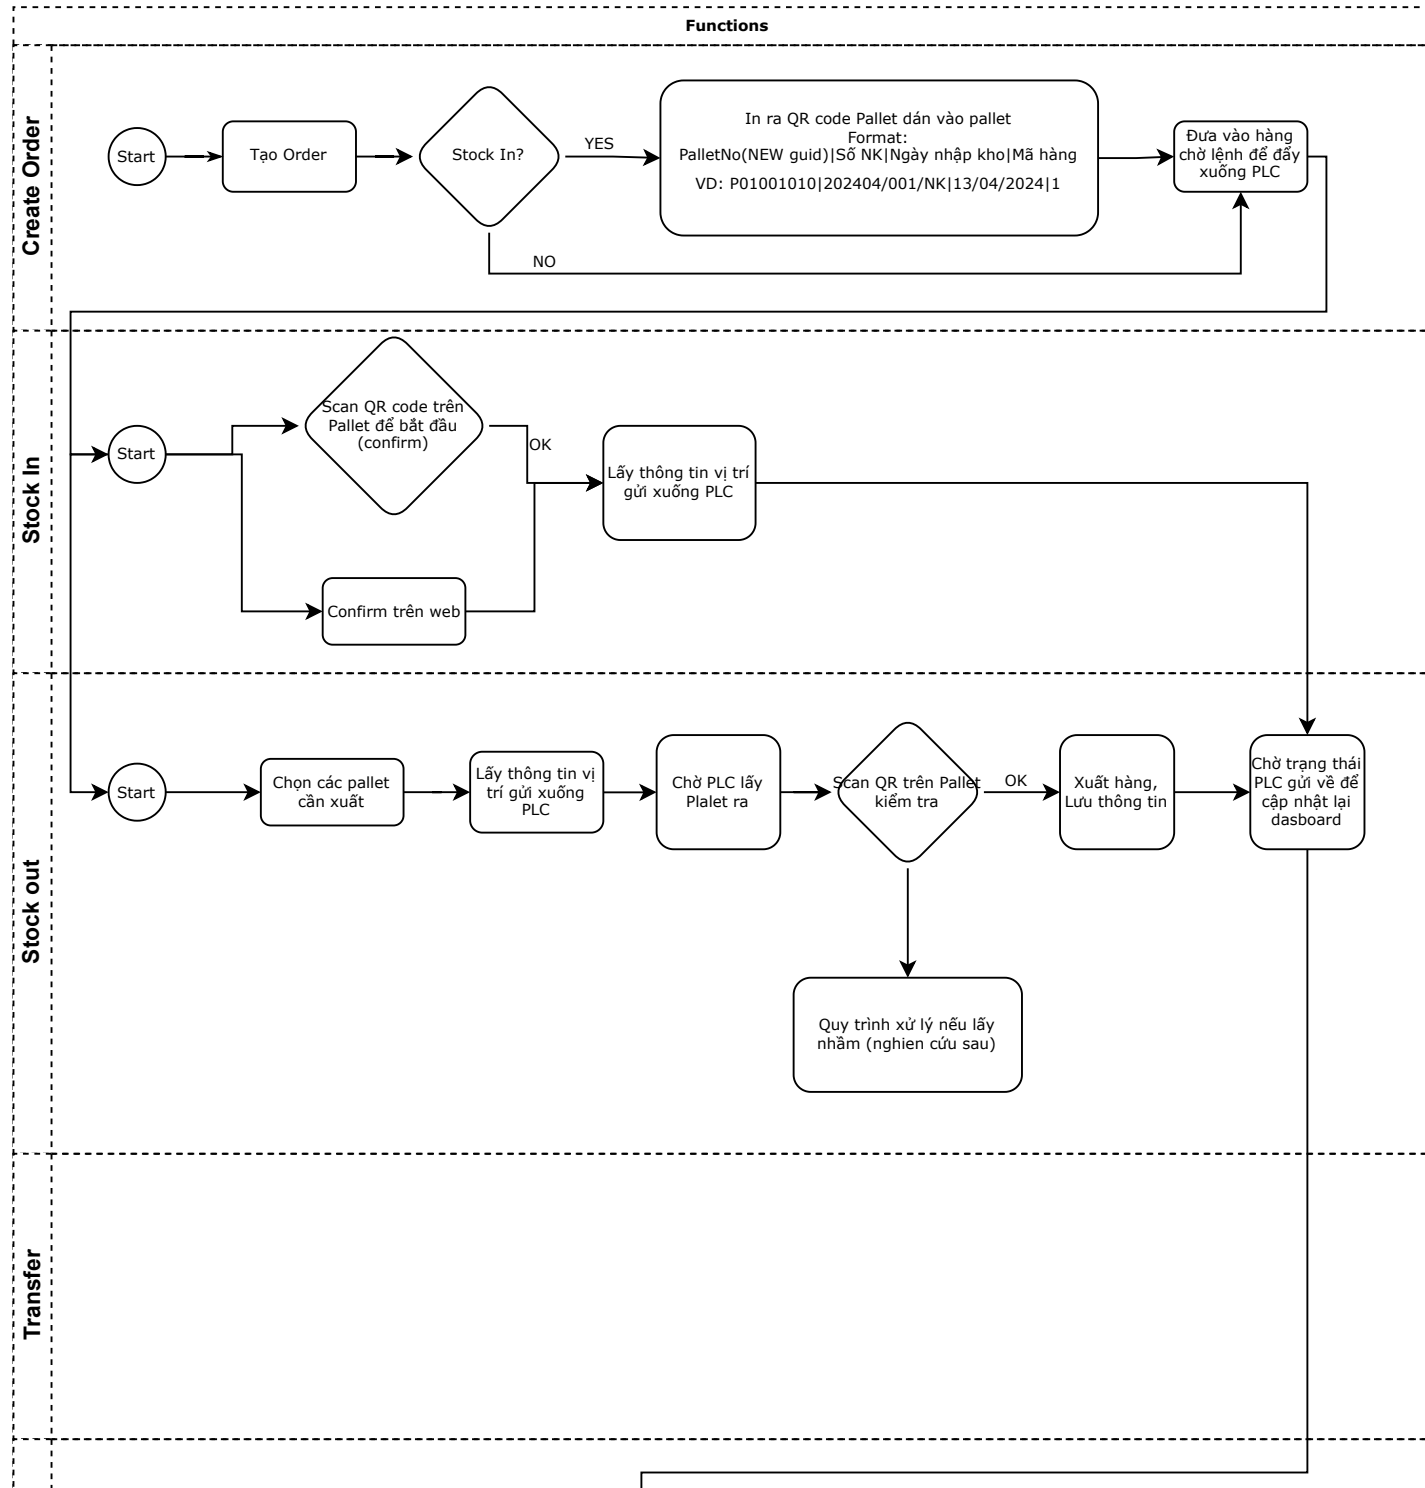 Functions
Create Order
Start
Tạo Order
Stock In?
YES
NO
In ra QR code Pallet dán vào pallet
Format:
PalletNo(NEW guid)|Số NK|Ngày nhập kho|Mã hàng
VD: P01001010|202404/001/NK|13/04/2024|1
Đưa vào hàng
chờ lệnh để đẩy
xuống PLC
Stock In
Start
Scan QR code trên
Pallet để bắt đầu
(confirm)
OK
Confirm trên web
Lấy thông tin vị trí
gửi xuống PLC
Stock out
Start
Chọn các pallet
cần xuất
Lấy thông tin vị
trí gửi xuống
PLC
Chờ PLC lấy
Plalet ra
Scan QR trên Pallet
kiểm tra
OK
Xuất hàng,
Lưu thông tin
Chờ trạng thái
PLC gửi về để
cập nhật lại
dasboard
Quy trình xử lý nếu lấy
nhầm (nghien cứu sau)
Transfer